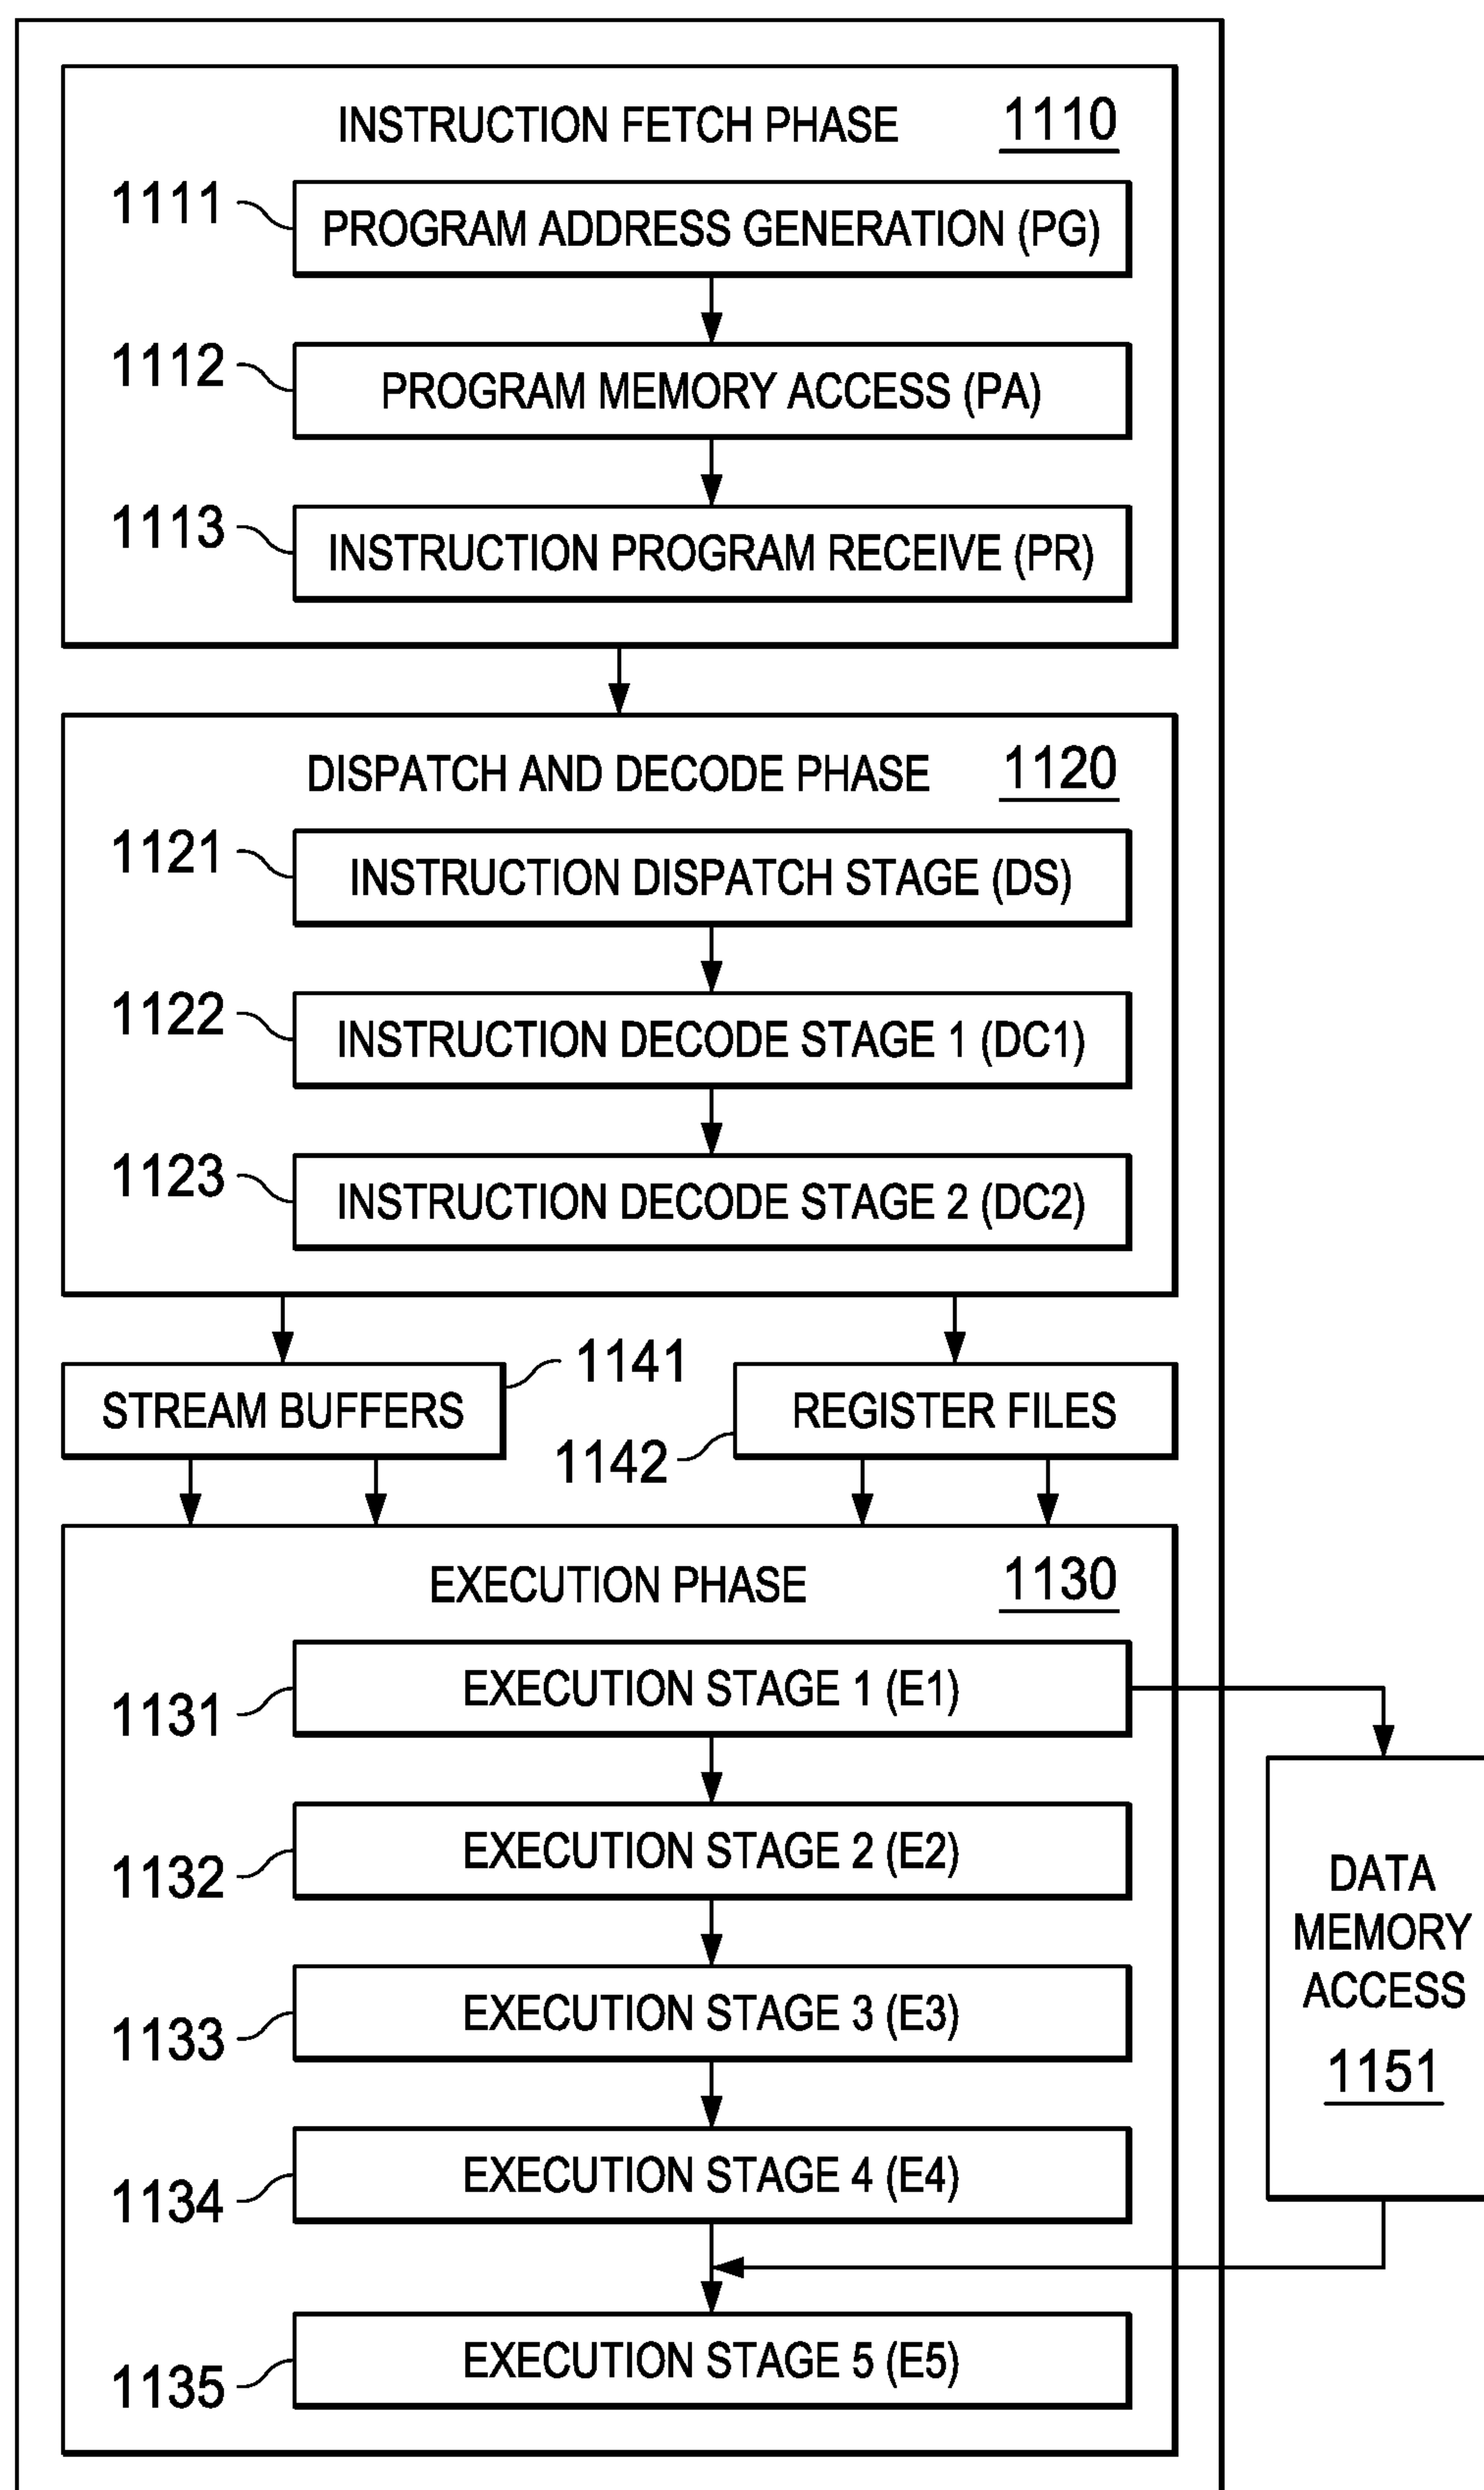 INSTRUCTION FETCH PHASE 1110
1111 PROGRAM ADDRESS GENERATION (PG)
1112 PROGRAM MEMORY ACCESS (PA)
1113 INSTRUCTION PROGRAM RECEIVE (PR)
DISPATCH AND DECODE PHASE 1120
1121 INSTRUCTION DISPATCH STAGE (DS)
1122 INSTRUCTION DECODE STAGE 1 (DC1)
1123 INSTRUCTION DECODE STAGE 2 (DC2)
STREAM BUFFERS
1141
REGISTER FILES
1142
EXECUTION PHASE 1130
1131 EXECUTION STAGE 1 (E1)
1132 EXECUTION STAGE 2 (E2)
1133 EXECUTION STAGE 3 (E3)
1134 EXECUTION STAGE 4 (E4)
1135 EXECUTION STAGE 5 (E5)
DATA
MEMORY
ACCESS
1151